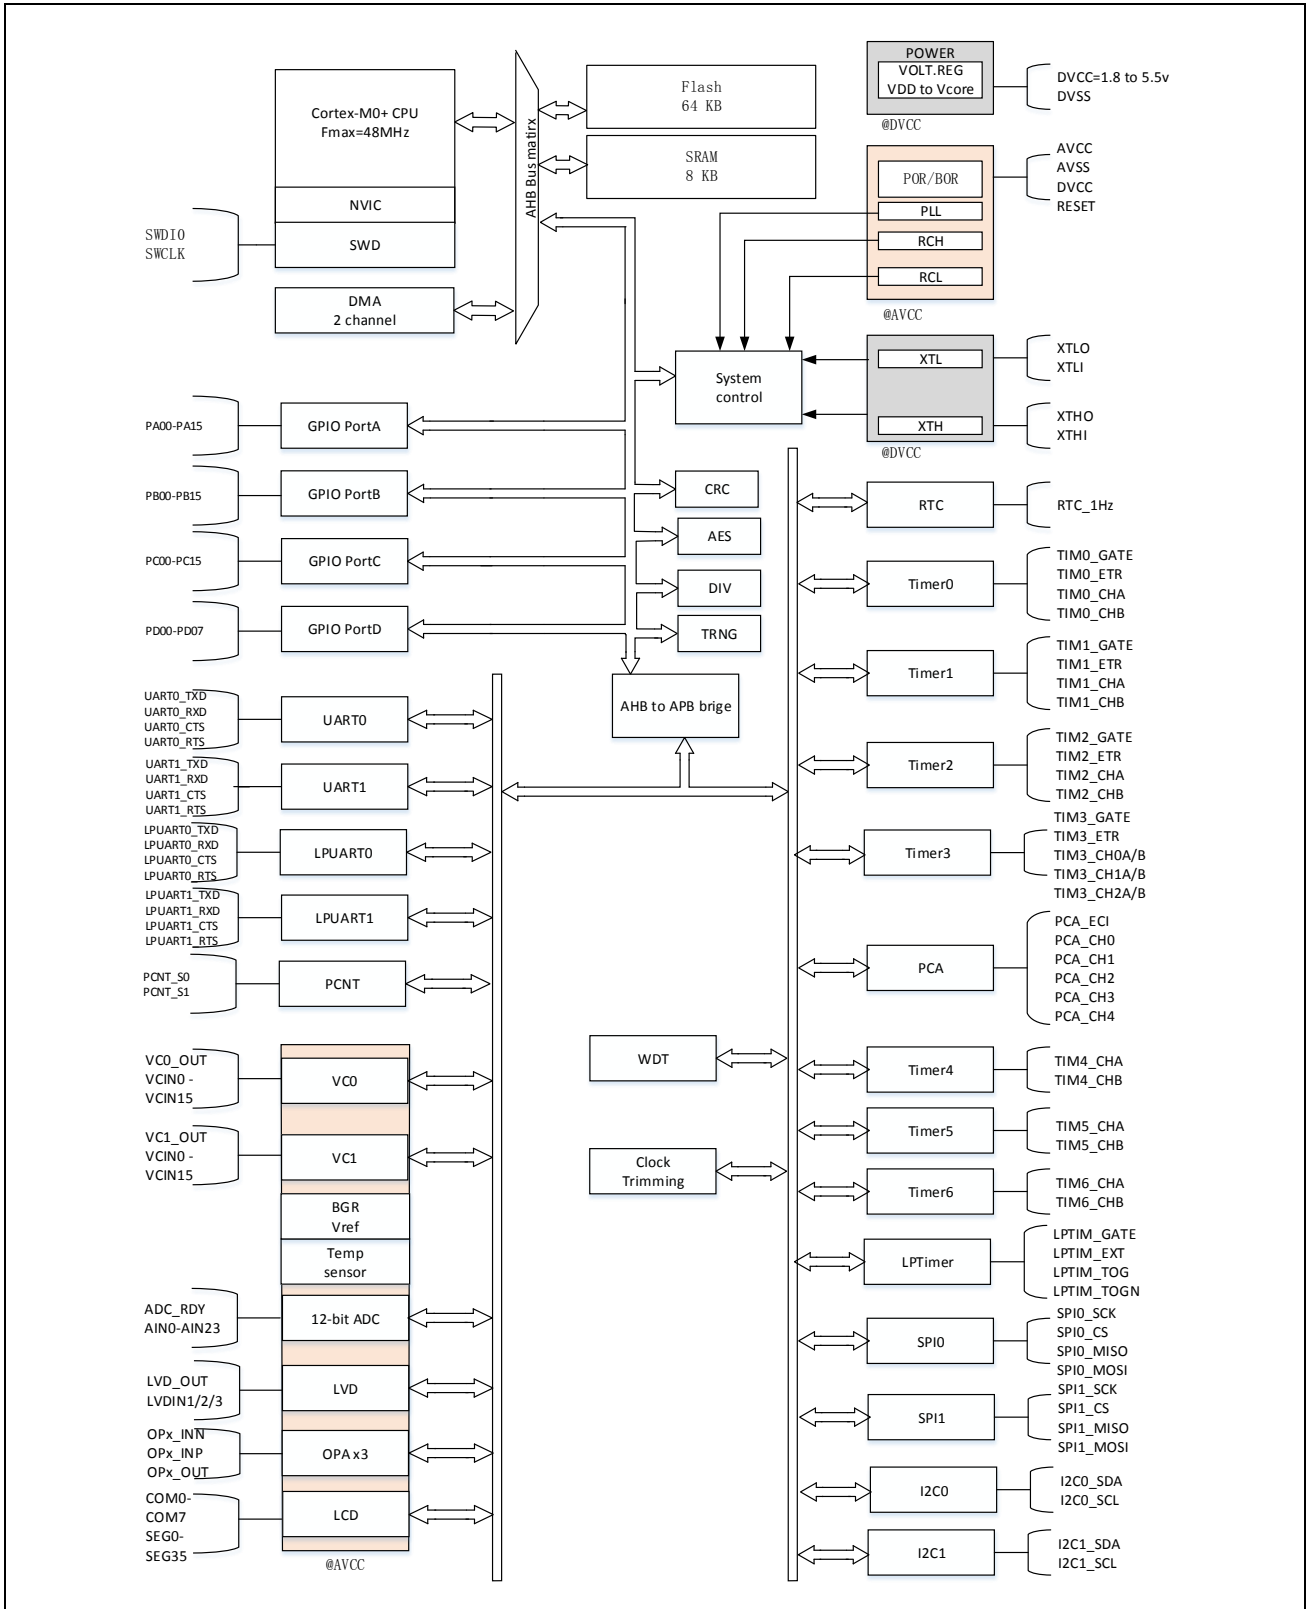 Cortex-M0+ CPU
Fmax=48MHz
NVIC
SWD
SWDIO
SWCLK
DMA
2 channel
AHB Bus matirx
Flash
64 KB
SRAM
8 KB
POWER
VOLT.REG
VDD to Vcore
@DVCC
DVCC=1.8 to 5.5v
DVSS
POR/BOR
PLL
RCH
RCL
@AVCC
AVCC
AVSS
DVCC
RESET
System
control
XTL
XTH
@DVCC
XTLO
XTLI
XTHO
XTHI
PA00-PA15
GPIO PortA
PB00-PB15
GPIO PortB
PC00-PC15
GPIO PortC
PD00-PD07
GPIO PortD
CRC
AES
DIV
TRNG
AHB to APB brige
UART0_TXD
UART0_RXD
UART0_CTS
UART0_RTS
UART0
UART1_TXD
UART1_RXD
UART1_CTS
UART1_RTS
UART1
LPUART0_TXD
LPUART0_RXD
LPUART0_CTS
LPUART0_RTS
LPUART0
LPUART1_TXD
LPUART1_RXD
LPUART1_CTS
LPUART1_RTS
LPUART1
PCNT_S0
PCNT_S1
PCNT
VC0_OUT
VCIN0 -
VCIN15
VC0
VC1_OUT
VCIN0 -
VCIN15
VC1
BGR
Vref
Temp
sensor
ADC_RDY
AIN0-AIN23
12-bit ADC
LVD_OUT
LVDIN1/2/3
LVD
OPx_INN
OPx_INP
OPx_OUT
OPA x3
COM0-
COM7
SEG0-
SEG35
LCD
@AVCC
WDT
Clock
Trimming
RTC
RTC_1Hz
Timer0
TIM0_GATE
TIM0_ETR
TIM0_CHA
TIM0_CHB
Timer1
TIM1_GATE
TIM1_ETR
TIM1_CHA
TIM1_CHB
Timer2
TIM2_GATE
TIM2_ETR
TIM2_CHA
TIM2_CHB
Timer3
TIM3_GATE
TIM3_ETR
TIM3_CH0A/B
TIM3_CH1A/B
TIM3_CH2A/B
PCA
PCA_ECI
PCA_CH0
PCA_CH1
PCA_CH2
PCA_CH3
PCA_CH4
Timer4
TIM4_CHA
TIM4_CHB
Timer5
TIM5_CHA
TIM5_CHB
Timer6
TIM6_CHA
TIM6_CHB
LPTimer
LPTIM_GATE
LPTIM_EXT
LPTIM_TOG
LPTIM_TOGN
SPI0
SPI0_SCK
SPI0_CS
SPI0_MISO
SPI0_MOSI
SPI1
SPI1_SCK
SPI1_CS
SPI1_MISO
SPI1_MOSI
I2C0
I2C0_SDA
I2C0_SCL
I2C1
I2C1_SDA
I2C1_SCL